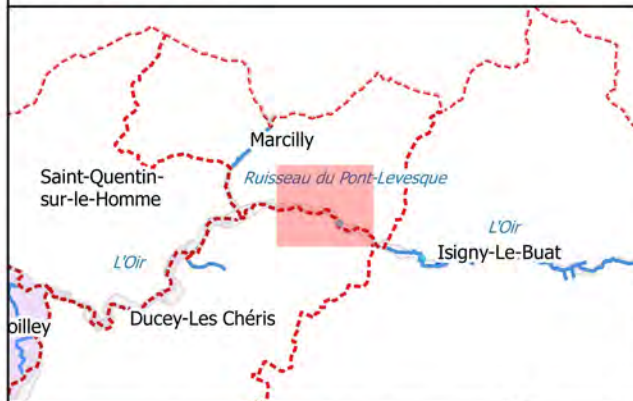 Marcilly
Saint-Quentin-
sur-le-Homme
Ruisseau du Pont-Levesque
L'Oir
Isigny-Le-Buat
L'Oir
Ducey-Les Chéris
oilley